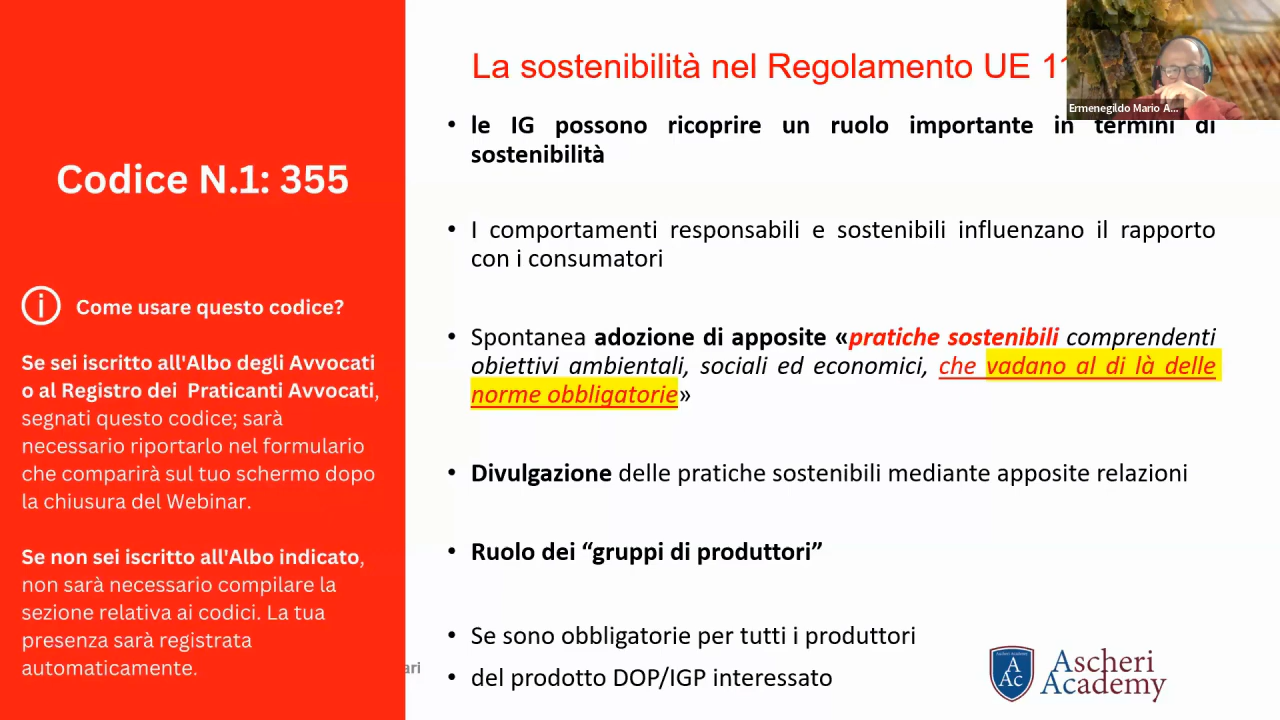 Codice N.1: 355
Come usare questo codice?
Se sei iscritto all'Albo degli Avvocati
o al Registro dei Praticanti Avvocati,
segnati questo codice; sarà
necessario riportarlo nel formulario
che comparirà sul tuo schermo dopo
la chiusura del Webinar.
Se non sei iscritto all'Albo indicato,
non sarà necessario compilare la
sezione relativa ai codici. La tua
presenza sarà registrata
automaticamente.
La sostenibilità nel Regolamento UE
Ermenegildo Mario A...
• le IG possono ricoprire un ruolo importante in termini di
sostenibilità
• I comportamenti responsabili e sostenibili influenzano il rapporto
con i consumatori
• Spontanea adozione di apposite «pratiche sostenibili comprendenti
obiettivi ambientali, sociali ed economici, che vadano al di là delle
norme obbligatorie»
• Divulgazione delle pratiche sostenibili mediante apposite relazioni
• Ruolo dei “gruppi di produttori”
• Se sono obbligatorie per tutti i produttori
• del prodotto DOP/IGP interessato
Ascheri
Academy